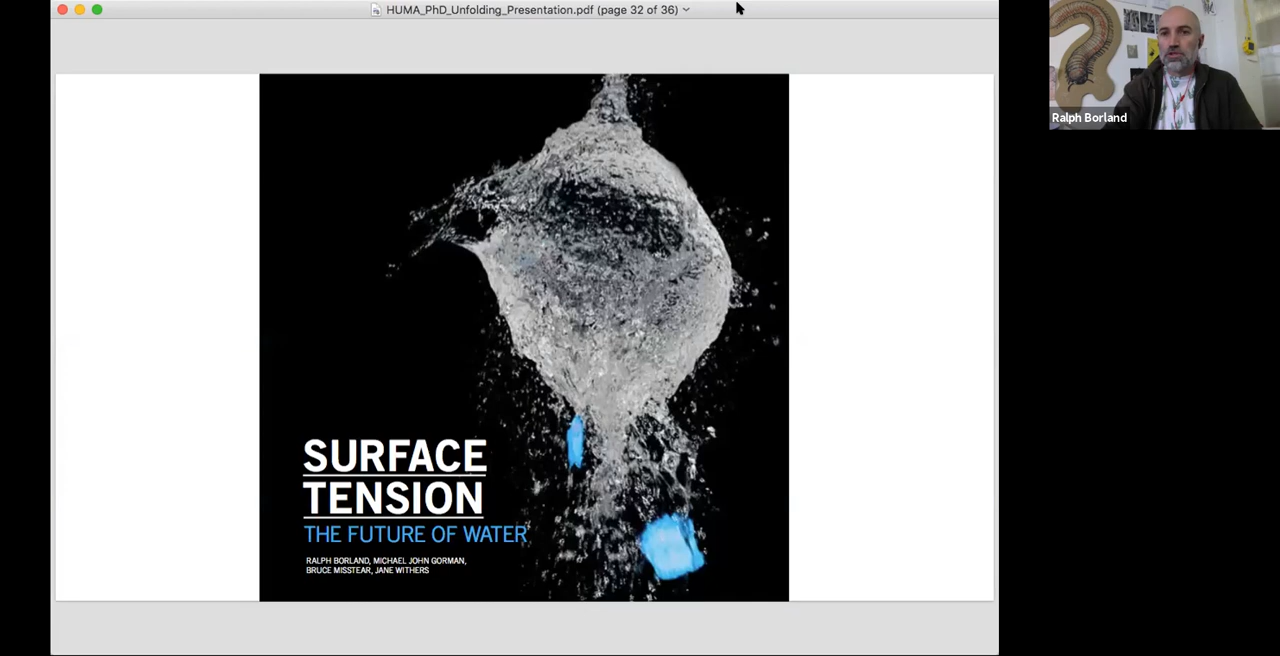 HUMA_PhD_Unfolding_Presentation.pdf (page 32 of 36)
Ralph Borland
SURFACE
TENSION
THE FUTURE OF WATER
RALPH BORLAND, MICHAEL JOHN GORMAN,
BRUCE MISSTEAR, JANE WITHERS